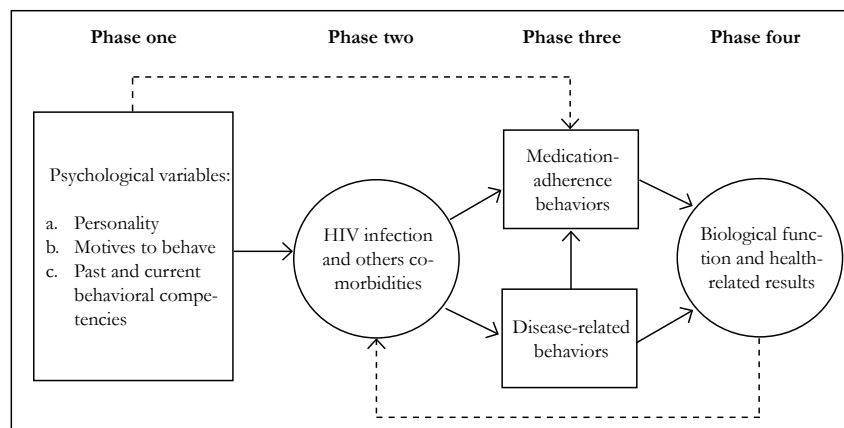 Phase one
Phase two
Phase three
Phase four
Psychological variables:
a. Personality
b. Motives to behave
c. Past and current
behavioral compe-
tencies
HIV infection
and others co-
morbidities
Medication-
adherence
behaviors
Disease-related
behaviors
Biological func-
tion and health-
related results